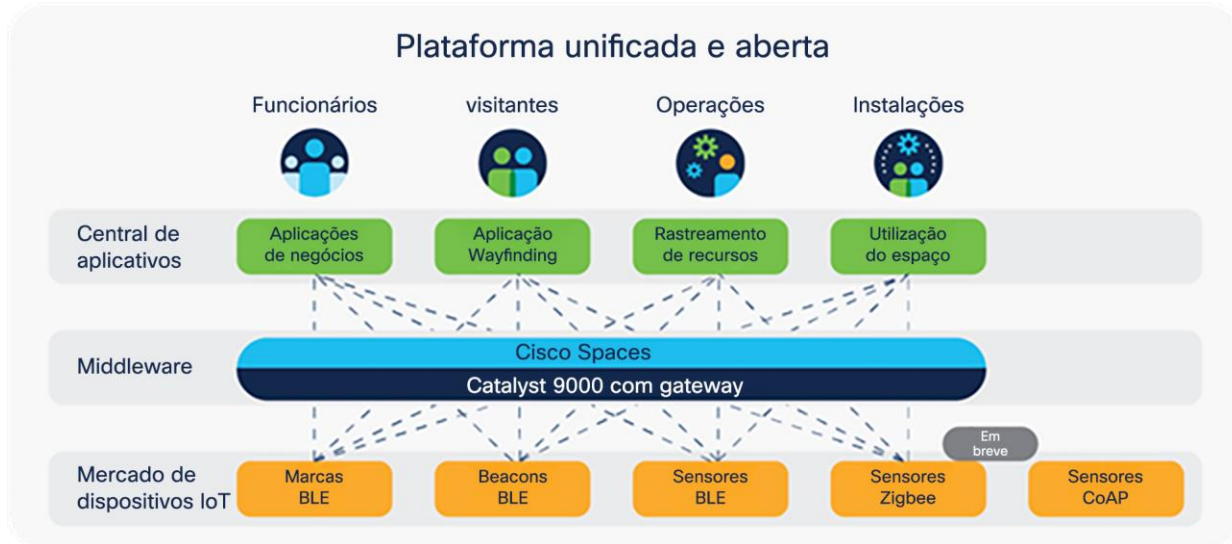 Plataforma unificada e aberta
Funcionários
visitantes
Operações
Instalações
Central de
aplicativos
Aplicações
de negócios
Aplicação
Wayfinding
Rastreamento
de recursos
Utilização
do espaço
Middleware
Cisco Spaces
Catalyst 9000 com gateway
Em
breve
Mercado de
dispositivos IoT
Marcas
BLE
Beacons
BLE
Sensores
BLE
Sensores
Zigbee
Sensores
CoAP